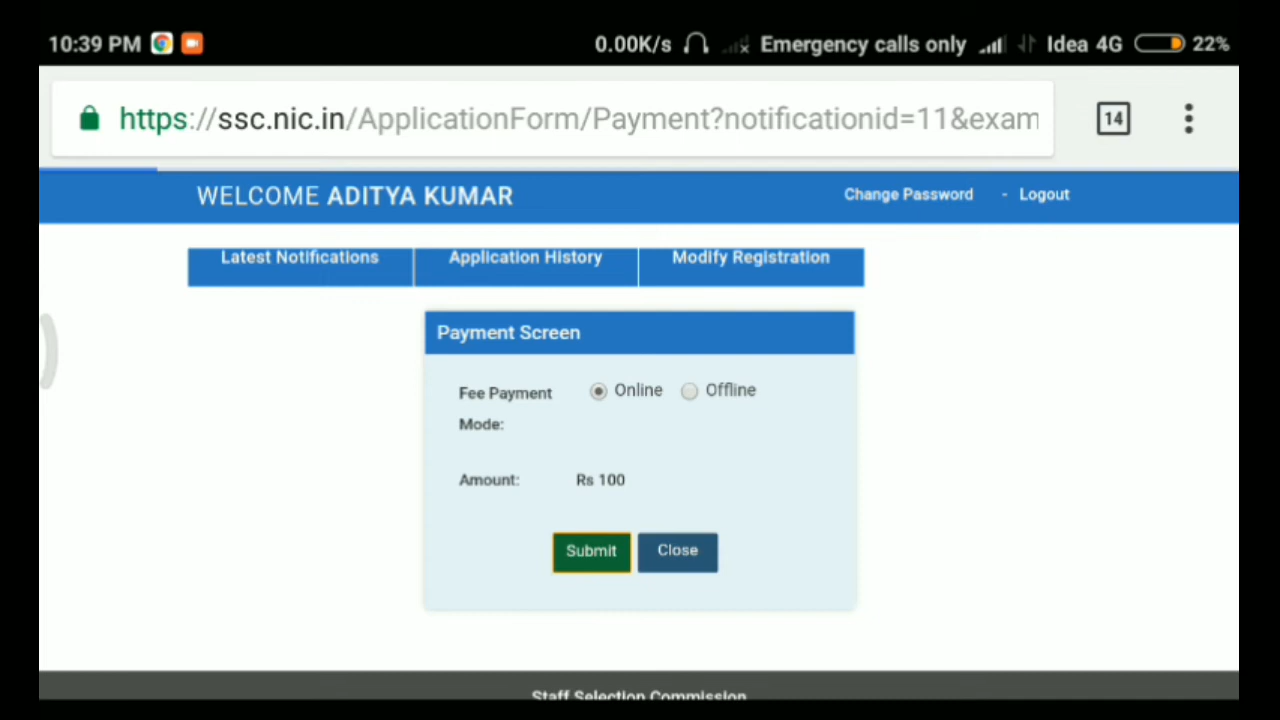 10:39 PM 0.00K/s Emergency calls only Idea 4G 22%
https://ssc.nic.in/ApplicationForm/Payment?notificationid=11&exam 14
WELCOME ADITYA KUMAR Change Password - Logout
Latest Notifications Application History Modify Registration
Payment Screen
Fee Payment Online Offline
Mode:
Amount: Rs 100
Submit Close
Staff Selection Commission